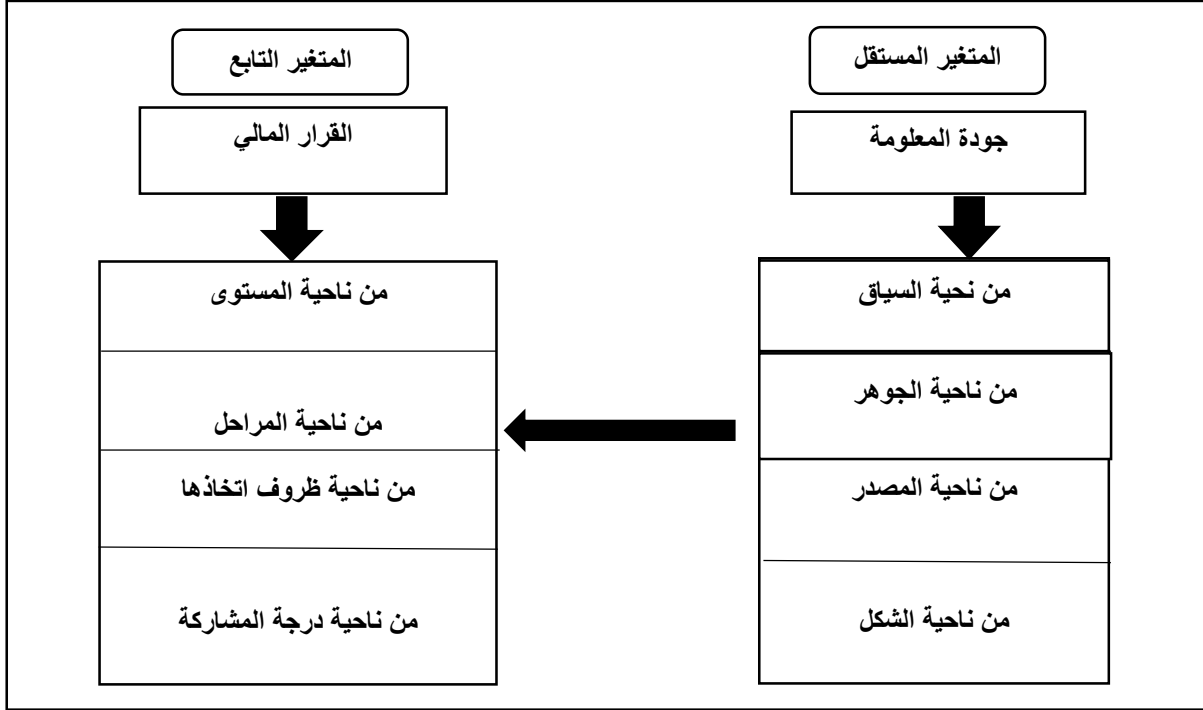 المتغير المستقل
جودة المعلومة
من نحية السياق
من ناحية الجوهر
من ناحية المصدر
من ناحية الشكل
المتغير التابع
القرار المالي
من ناحية المستوى
من ناحية المراحل
من ناحية ظروف اتخاذها
من ناحية درجة المشاركة